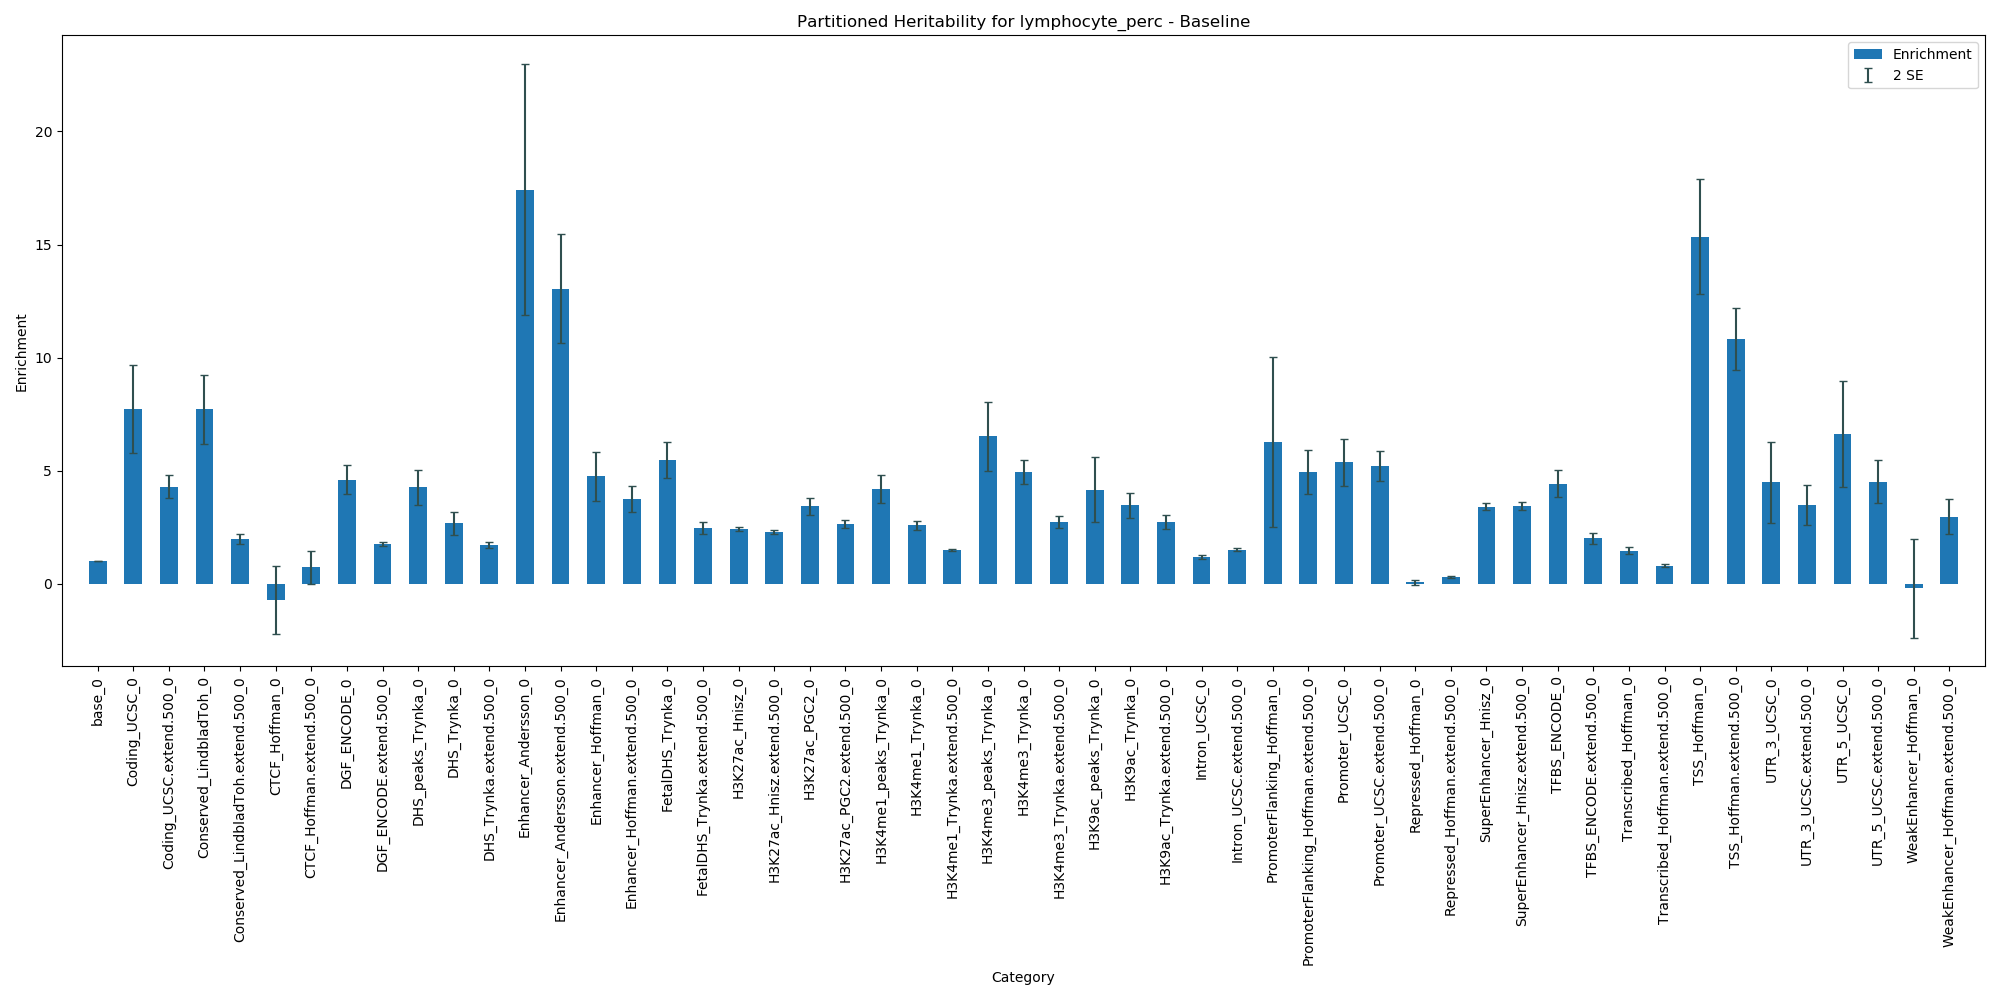 Partitioned Heritability for lymphocyte_perc - Baseline
Enrichment
2 SE
Enrichment
20
15
10
5
0
base_0
Coding_UCSC_0
Coding_UCSC.extend.500_0
Conserved_LindbladToh_0
Conserved_LindbladToh.extend.500_0
CTCF_Hoffman_0
CTCF_Hoffman.extend.500_0
DGF_ENCODE_0
DGF_ENCODE.extend.500_0
DHS_peaks_Trynka_0
DHS_Trynka_0
DHS_Trynka.extend.500_0
Enhancer_Andersson_0
Enhancer_Andersson.extend.500_0
Enhancer_Hoffman_0
Enhancer_Hoffman.extend.500_0
FetalDHS_Trynka_0
FetalDHS_Trynka.extend.500_0
H3K27ac_Hnisz_0
H3K27ac_Hnisz.extend.500_0
H3K27ac_PGC2_0
H3K27ac_PGC2.extend.500_0
H3K4me1_peaks_Trynka_0
H3K4me1_Trynka_0
H3K4me1_Trynka.extend.500_0
H3K4me3_peaks_Trynka_0
H3K4me3_Trynka_0
H3K4me3_Trynka.extend.500_0
H3K9ac_peaks_Trynka_0
H3K9ac_Trynka_0
H3K9ac_Trynka.extend.500_0
Intron_UCSC_0
Intron_UCSC.extend.500_0
PromoterFlanking_Hoffman_0
PromoterFlanking_Hoffman.extend.500_0
Promoter_UCSC_0
Promoter_UCSC.extend.500_0
Repressed_Hoffman_0
Repressed_Hoffman.extend.500_0
SuperEnhancer_Hnisz_0
SuperEnhancer_Hnisz.extend.500_0
TFBS_ENCODE_0
TFBS_ENCODE.extend.500_0
Transcribed_Hoffman_0
Transcribed_Hoffman.extend.500_0
TSS_Hoffman_0
TSS_Hoffman.extend.500_0
UTR_3_UCSC_0
UTR_3_UCSC.extend.500_0
UTR_5_UCSC_0
UTR_5_UCSC.extend.500_0
WeakEnhancer_Hoffman_0
WeakEnhancer_Hoffman.extend.500_0
Category